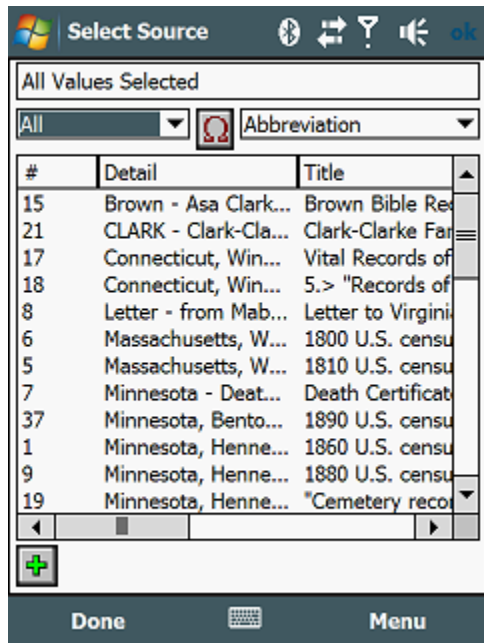 Select Source ok
All Values Selected
All Ω Abbreviation
# Detail Title
15 Brown - Asa Clark... Brown Bible Rec
21 CLARK - Clark-Cla... Clark-Clarke Far
17 Connecticut, Win... Vital Records of
18 Connecticut, Win... 5.> "Records of
8 Letter - from Mab... Letter to Virgini
6 Massachusetts, W... 1800 U.S. censu
5 Massachusetts, W... 1810 U.S. censu
7 Minnesota - Deat... Death Certificat
37 Minnesota, Bento... 1890 U.S. censu
1 Minnesota, Henne... 1860 U.S. censu
9 Minnesota, Henne... 1880 U.S. censu
19 Minnesota, Henne... "Cemetery recor
Done Menu